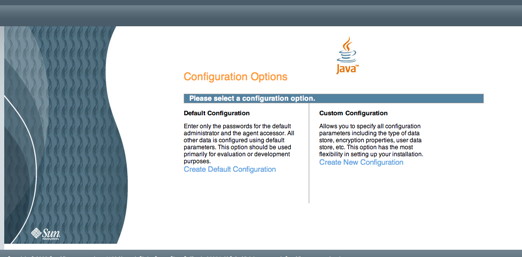 Java™
Configuration Options
Please select a configuration option.
Default Configuration
Enter only the passwords for the default
administrator and the agent accessor. All
other data is configured using default
parameters. This option should be used
primarily for evaluation or development
purposes.
Create Default Configuration
Custom Configuration
Allows you to specify all configuration
parameters including the type of data
store, encryption properties, user data
store, etc. This option has the most
flexibility in setting up your installation.
Create New Configuration
Sun